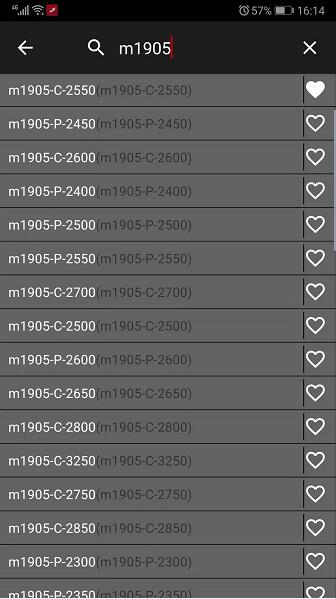 4G 57% 16:14
m1905
m1905-C-2550(m1905-C-2550)
m1905-P-2450(m1905-P-2450)
m1905-C-2600(m1905-C-2600)
m1905-P-2400(m1905-P-2400)
m1905-P-2500(m1905-P-2500)
m1905-P-2550(m1905-P-2550)
m1905-C-2700(m1905-C-2700)
m1905-C-2500(m1905-C-2500)
m1905-P-2600(m1905-P-2600)
m1905-C-2650(m1905-C-2650)
m1905-C-2800(m1905-C-2800)
m1905-C-3250(m1905-C-3250)
m1905-C-2750(m1905-C-2750)
m1905-C-2850(m1905-C-2850)
m1905-P-2300(m1905-P-2300)
m1905-P-2350(m1905-P-2350)